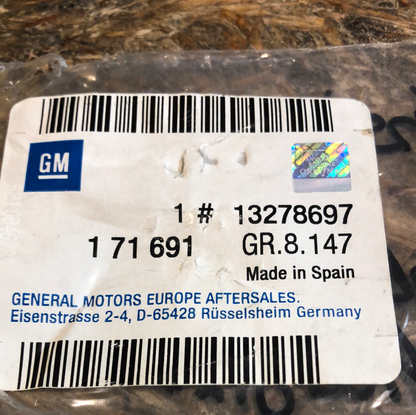 GM
1 # 13278697
1 71 691 GR.8.147
Made in Spain
GENERAL MOTORS EUROPE AFTERSALES.
Eisenstrasse 2-4, D-65428 Rüsselsheim Germany